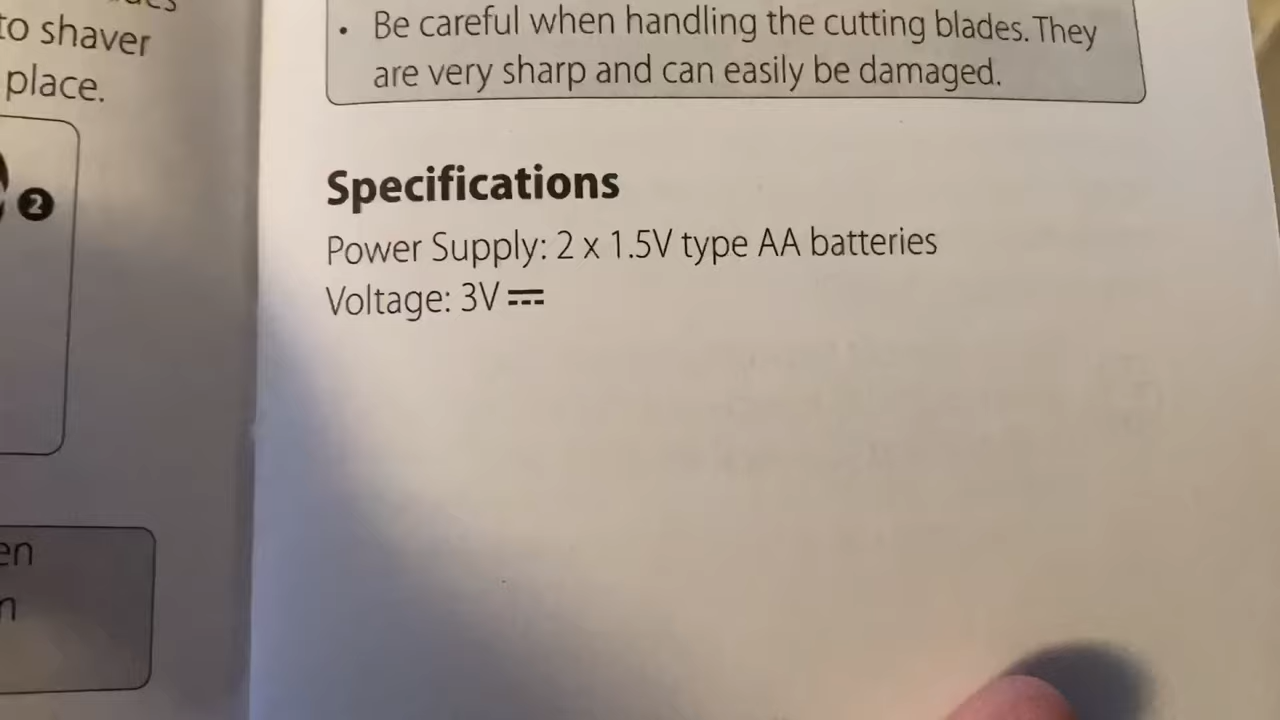 to shaver
place.
2
en
n
• Be careful when handling the cutting blades. They
are very sharp and can easily be damaged.
Specifications
Power Supply: 2 x 1.5V type AA batteries
Voltage: 3V ⎓